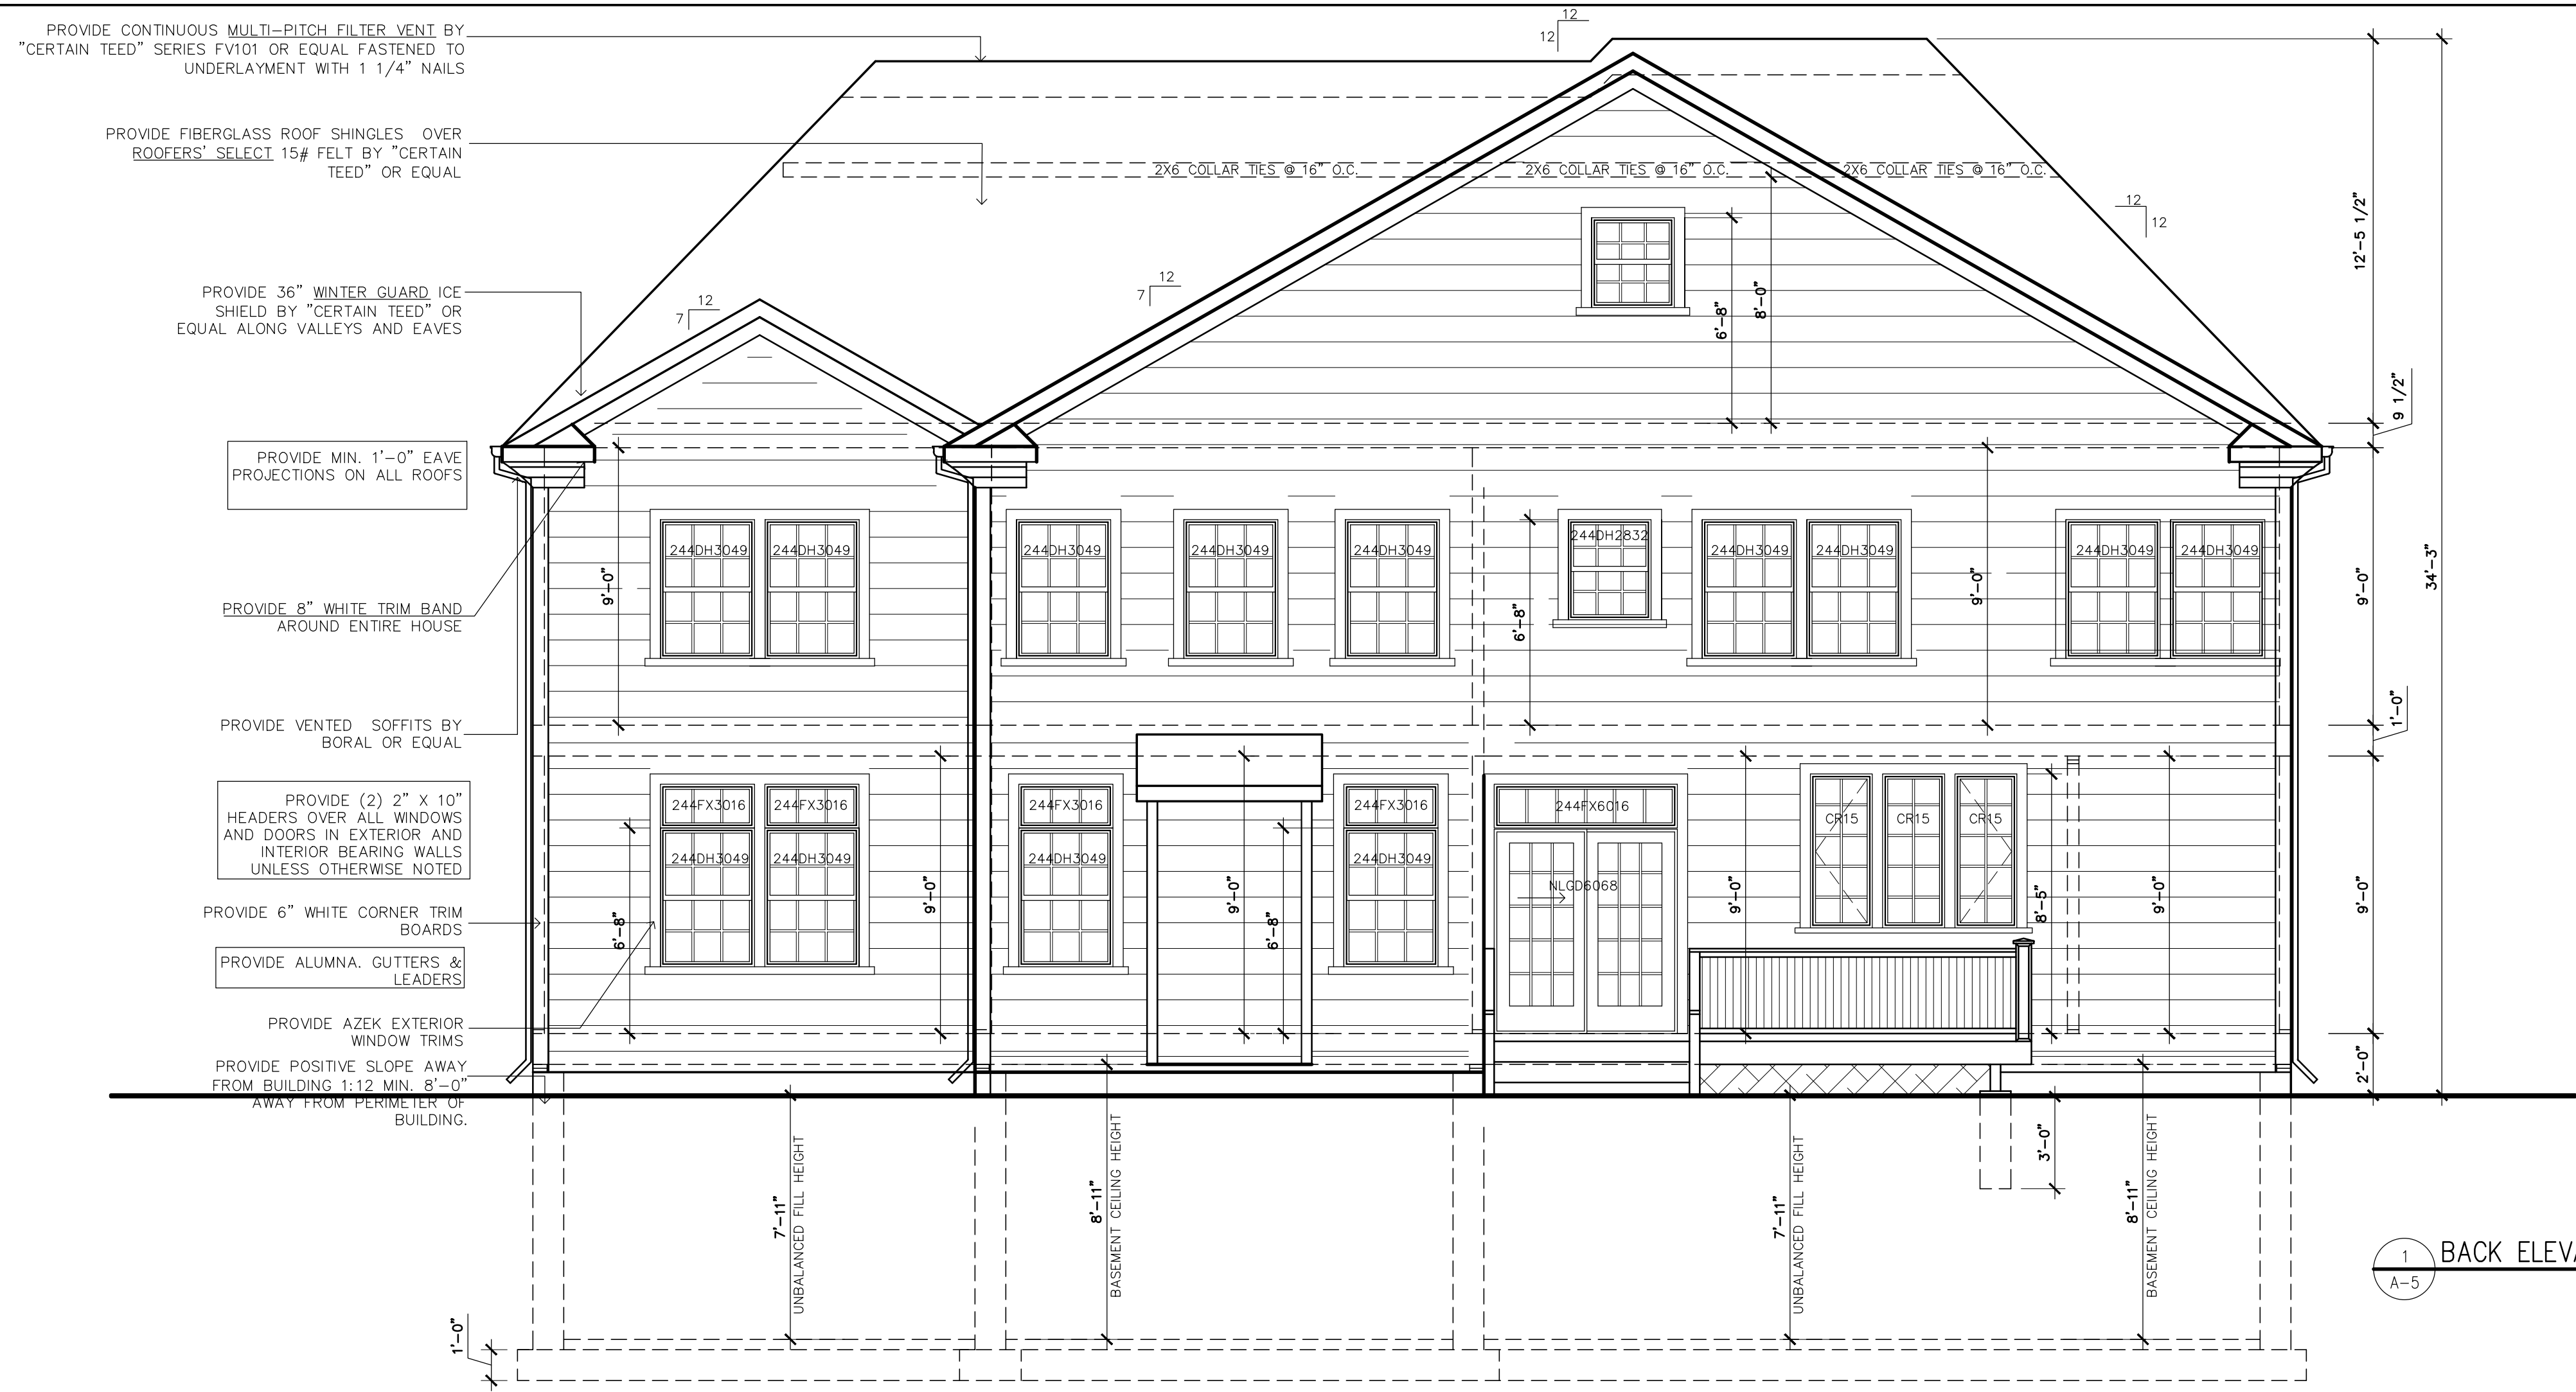 PROVIDE CONTINUOUS MULTI-PITCH FILTER VENT BY
"CERTAIN TEED" SERIES FV101 OR EQUAL FASTENED TO
UNDERLAYMENT WITH 1 1/4" NAILS
PROVIDE FIBERGLASS ROOF SHINGLES OVER
ROOFERS' SELECT 15# FELT BY "CERTAIN
TEED" OR EQUAL
PROVIDE 36" WINTER GUARD ICE
SHIELD BY "CERTAIN TEED" OR
EQUAL ALONG VALLEYS AND EAVES
PROVIDE MIN. 1'-0" EAVE
PROJECTIONS ON ALL ROOFS
PROVIDE 8" WHITE TRIM BAND
AROUND ENTIRE HOUSE
PROVIDE VENTED SOFFITS BY
BORAL OR EQUAL
PROVIDE (2) 2" X 10"
HEADERS OVER ALL WINDOWS
AND DOORS IN EXTERIOR AND
INTERIOR BEARING WALLS
UNLESS OTHERWISE NOTED
PROVIDE 6" WHITE CORNER TRIM
BOARDS
PROVIDE ALUMNA. GUTTERS &
LEADERS
PROVIDE AZEK EXTERIOR
WINDOW TRIMS
PROVIDE POSITIVE SLOPE AWAY
FROM BUILDING 1:12 MIN. 8'-0"
AWAY FROM PERIMETER OF
BUILDING.
12
12
2X6 COLLAR TIES @ 16" O.C.
2X6 COLLAR TIES @ 16" O.C.
2X6 COLLAR TIES @ 16" O.C.
12
12
12
7
12
7
6'-8"
8'-0"
12'-5 1/2"
9 1/2"
34'-3"
9'-0"
1'-0"
9'-0"
2'-0"
9'-0"
244DH3049
244DH3049
244DH3049
244DH3049
244DH3049
244DH2832
244DH3049
244DH3049
244DH3049
244DH3049
6'-8"
9'-0"
244FX3016
244FX3016
244FX3016
244FX3016
244FX6016
244DH3049
244DH3049
244DH3049
244DH3049
CR15
CR15
CR15
NLGD6068
6'-8"
9'-0"
9'-0"
6'-8"
9'-0"
8'-5"
9'-0"
7'-11"
UNBALANCED FILL HEIGHT
8'-11"
BASEMENT CEILING HEIGHT
7'-11"
UNBALANCED FILL HEIGHT
3'-0"
8'-11"
BASEMENT CEILING HEIGHT
1'-0"
1
A-5
BACK ELEVA